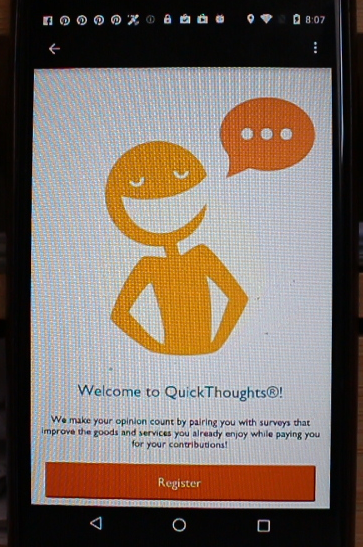 8:07
Welcome to QuickThoughts®!
We make your opinion count by pairing you with surveys that
improve the goods and services you already enjoy while paying you
for your contributions!
Register